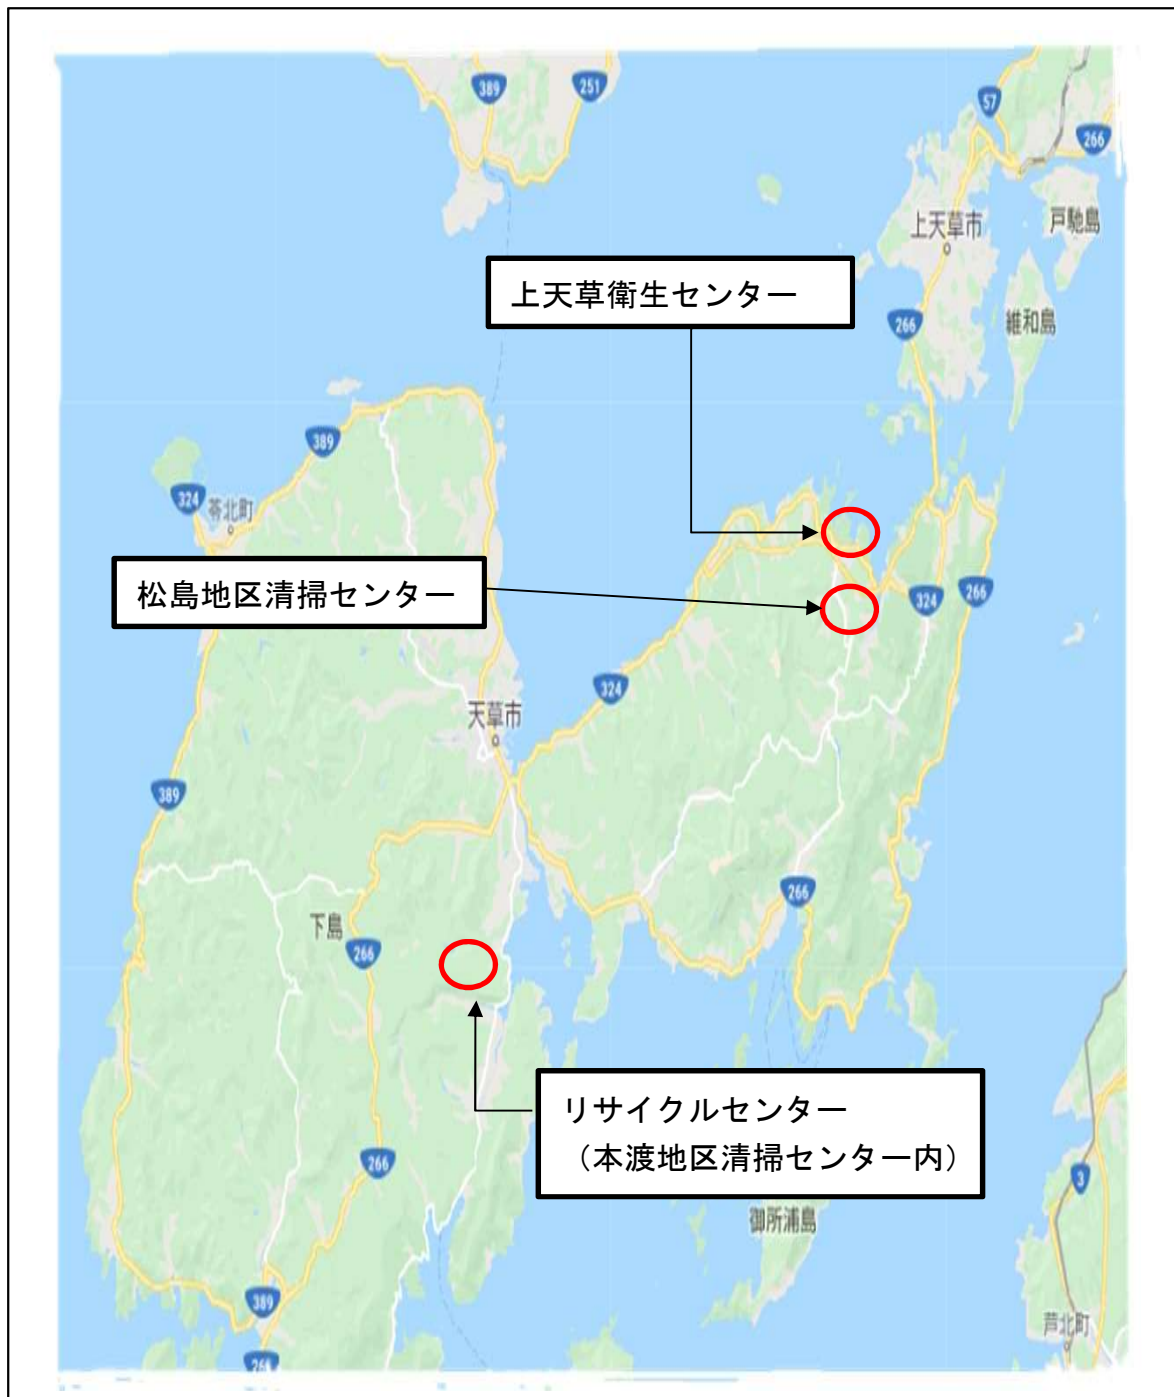 389
251
57
266
上天草市
戸馳島
上天草衛生センター
266
維和島
389
324
苓北町
松島地区清掃センター
324
266
324
天草市
389
266
下島
266
リサイクルセンター
（本渡地区清掃センター内）
266
3
御所浦島
389
芦北町
266